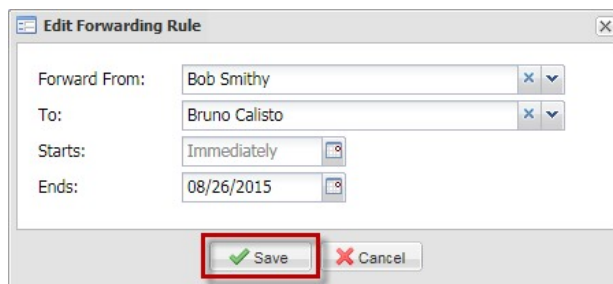 Edit Forwarding Rule
Forward From: Bob Smithy
To: Bruno Calisto
Starts: Immediately
Ends: 08/26/2015
Save Cancel